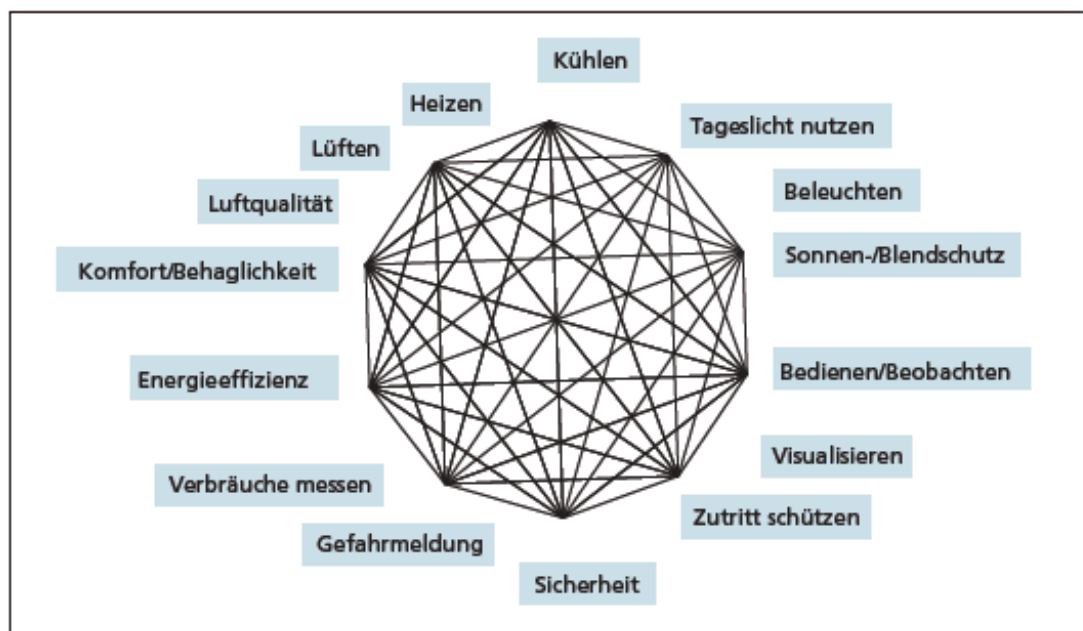 Kühlen
Heizen
Tageslicht nutzen
Lüften
Beleuchten
Luftqualität
Sonnen-/Blendschutz
Komfort/Behaglichkeit
Energieeffizienz
Bedienen/Beobachten
Visualisieren
Verbräuche messen
Zutritt schützen
Gefahrmeldung
Sicherheit